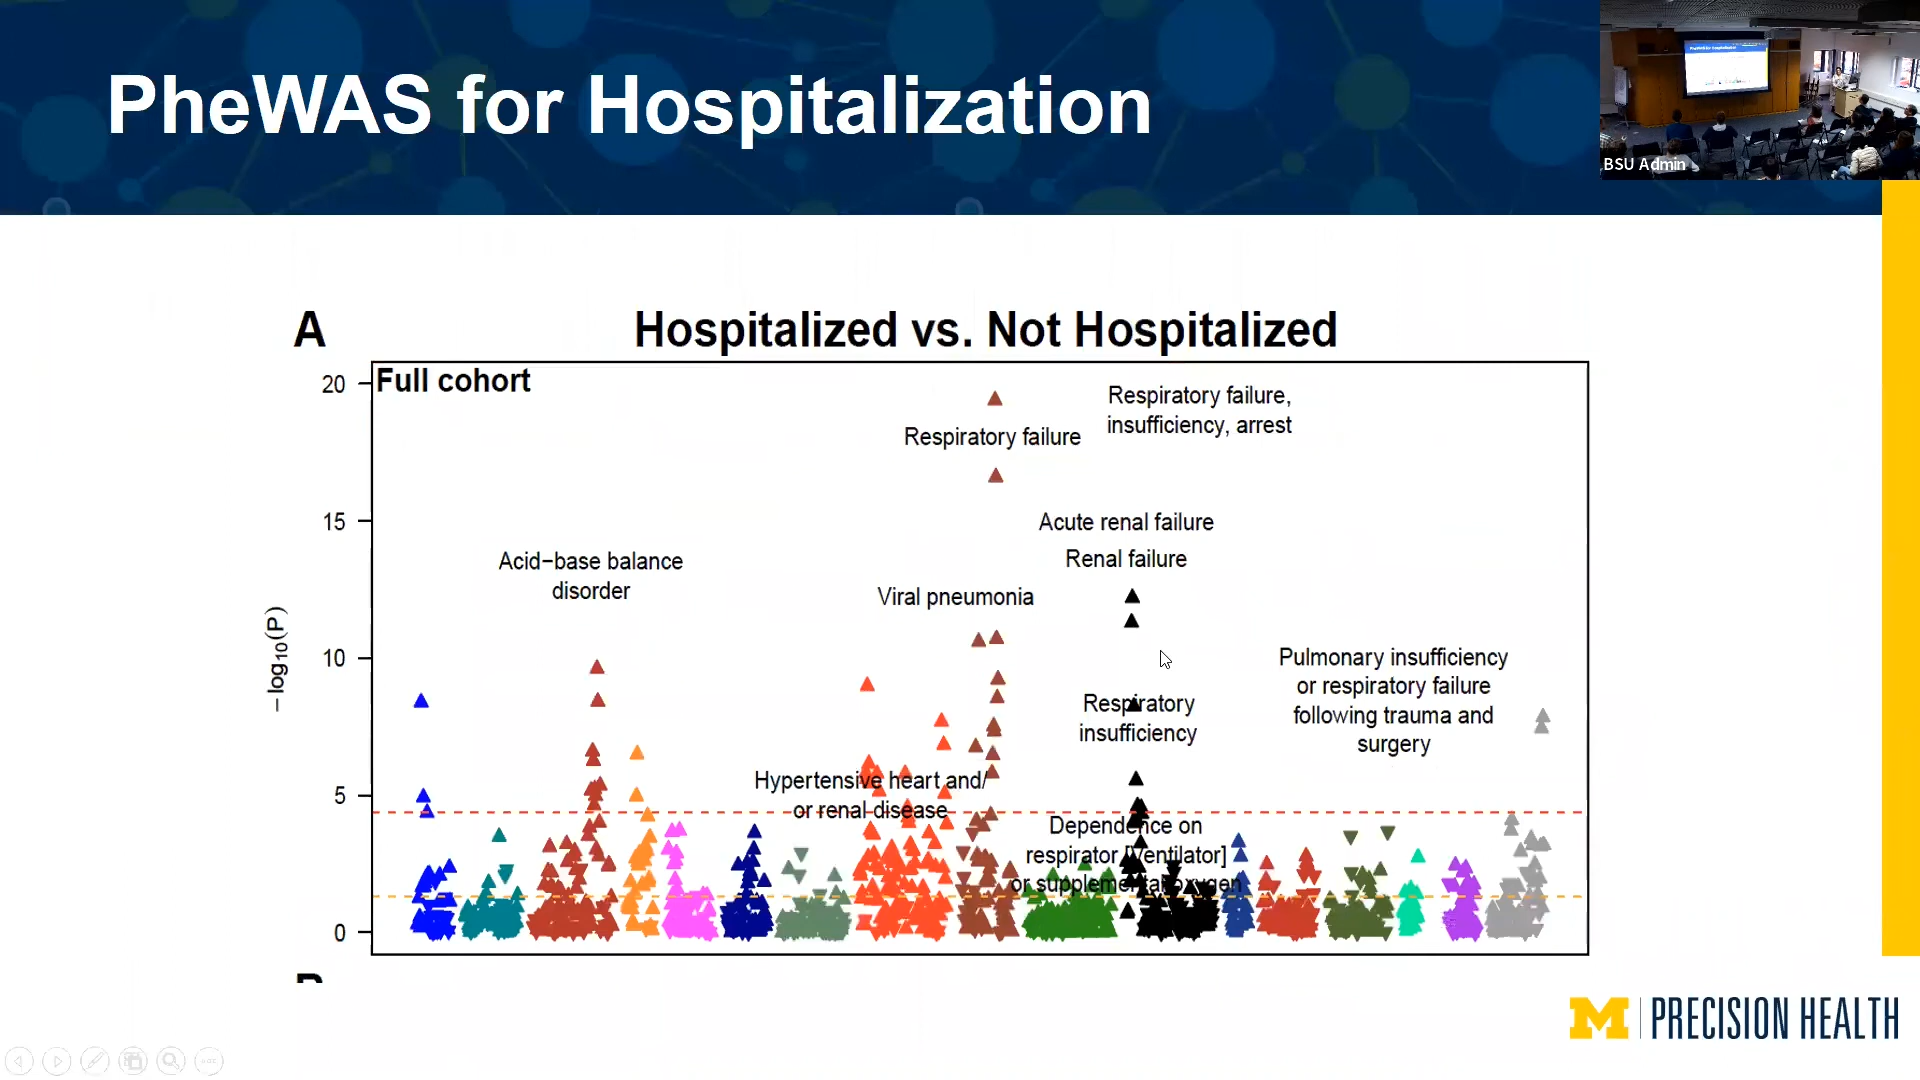 PheWAS for Hospitalization
BSU Admin
A
Hospitalized vs. Not Hospitalized
Full cohort
20
15
10
5
0
−log10(P)
Respiratory failure,
insufficiency, arrest
Respiratory failure
Acute renal failure
Renal failure
Acid−base balance
disorder
Viral pneumonia
Pulmonary insufficiency
or respiratory failure
following trauma and
surgery
Respiratory
insufficiency
Hypertensive heart and/
or renal disease
Dependence on
respirator [Ventilator]
or supplemental oxygen
M PRECISION HEALTH